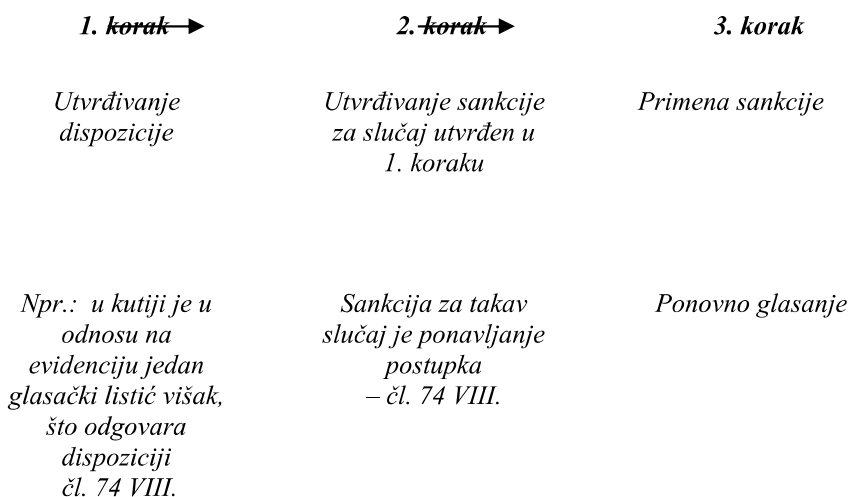 1. korak
2. korak
3. korak
Utvrđivanje
dispozicije
Utvrđivanje sankcije
za slučaj utvrđen u
1. koraku
Primena sankcije
Npr.: u kutiji je u
odnosu na
evidenciju jedan
glasački listić višak,
što odgovara
dispoziciji
čl. 74 VIII.
Sankcija za takav
slučaj je ponavljanje
postupka
– čl. 74 VIII.
Ponovno glasanje